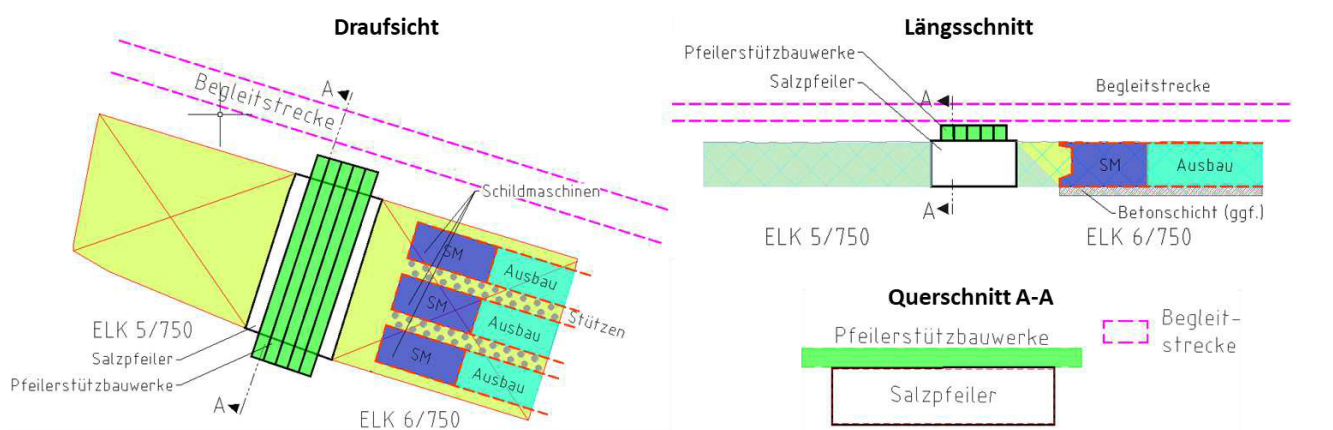 Draufsicht
A
Begleitstrecke
Schildmaschinen
SM
Ausbau
SM
Ausbau
Stützen
SM
Ausbau
ELK 5/750
Salzpfeiler
Pfeilerstützbauwerke
A
ELK 6/750
Längsschnitt
Pfeilerstützbauwerke
Salzpfeiler
Begleitstrecke
A
SM
Ausbau
A
Betonschicht (ggf.)
ELK 5/750
ELK 6/750
Querschnitt A-A
Pfeilerstützbauwerke
Salzpfeiler
Begleit-
strecke